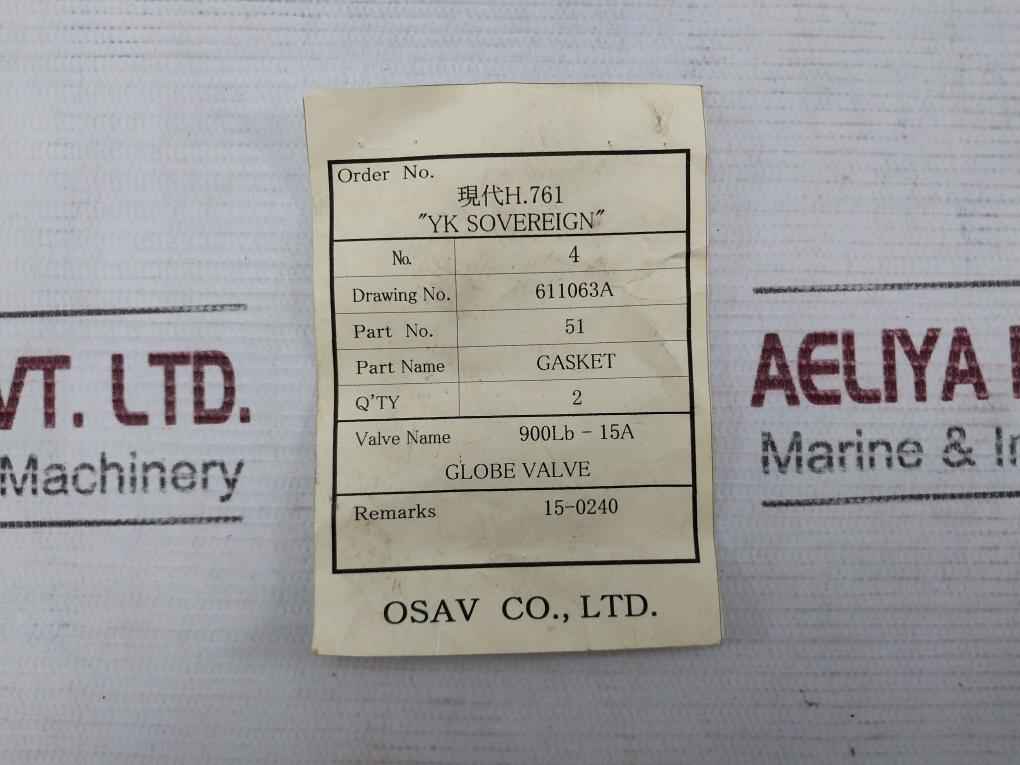 Order No.
現代H.761
"YK SOVEREIGN"
No. 4
Drawing No. 611063A
Part No. 51
Part Name GASKET
Q'TY 2
Valve Name 900Lb - 15A
GLOBE VALVE
Remarks 15-0240
OSAV CO., LTD.
VT. LTD.
Machinery
AELIYA
Marine & In